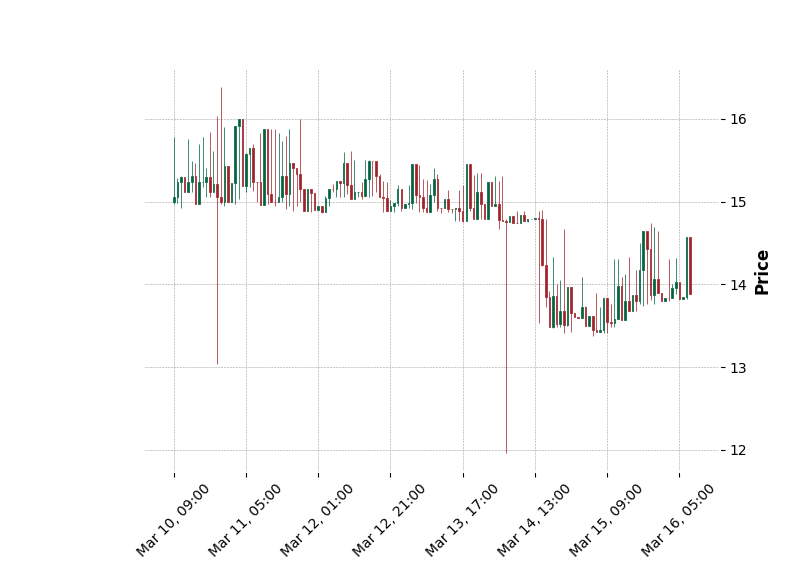 16
15
14
13
12
Price
Mar 10, 09:00
Mar 11, 05:00
Mar 12, 01:00
Mar 12, 21:00
Mar 13, 17:00
Mar 14, 13:00
Mar 15, 09:00
Mar 16, 05:00